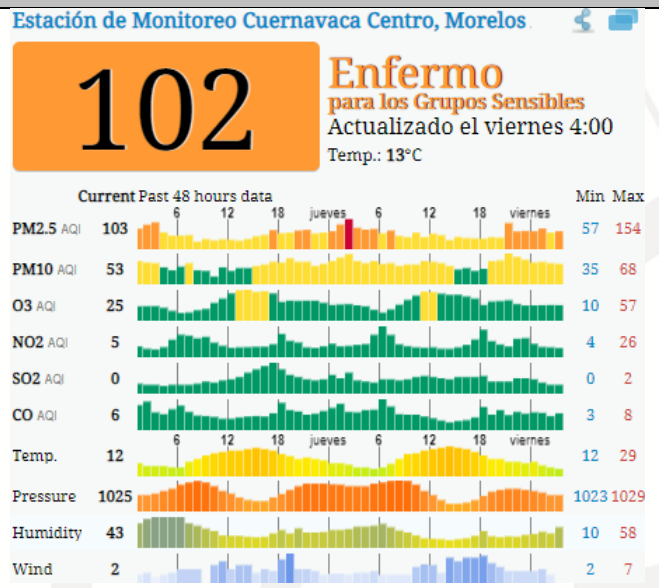 Estación de Monitoreo Cuernavaca Centro, Morelos
102
Enfermo
para los Grupos Sensibles
Actualizado el viernes 4:00
Temp.: 13°C
Current Past 48 hours data Min Max
6 12 18 jueves 6 12 18 viernes
PM2.5 AQI 103 57 154
PM10 AQI 53 35 68
O3 AQI 25 10 57
NO2 AQI 5 4 26
SO2 AQI 0 0 2
CO AQI 6 3 8
6 12 18 jueves 6 12 18 viernes
Temp. 12 12 29
Pressure 1025 1023 1029
Humidity 43 10 58
Wind 2 2 7